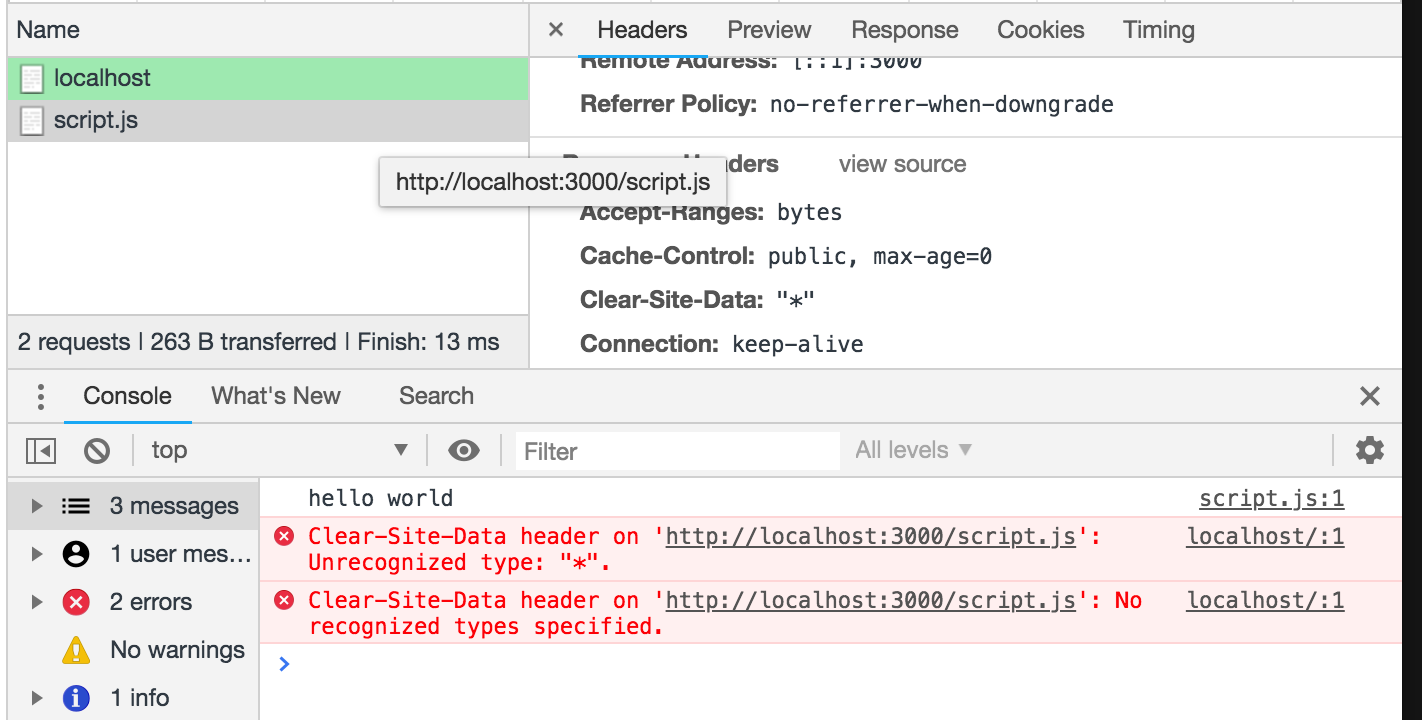 Name
× Headers Preview Response Cookies Timing
localhost
Remote Address: [::1]:3000
script.js
Referrer Policy: no-referrer-when-downgrade
view source
http://localhost:3000/script.js
Accept-Ranges: bytes
Cache-Control: public, max-age=0
Clear-Site-Data: "*"
2 requests | 263 B transferred | Finish: 13 ms
Connection: keep-alive
Console What's New Search
top Filter All levels
3 messages
1 user mes…
2 errors
No warnings
1 info
hello world script.js:1
Clear-Site-Data header on 'http://localhost:3000/script.js': localhost/:1
Unrecognized type: "*".
Clear-Site-Data header on 'http://localhost:3000/script.js': No localhost/:1
recognized types specified.